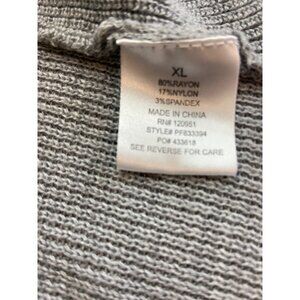 XL
80%RAYON
17%NYLON
3%SPANDEX
MADE IN CHINA
RN# 120951
STYLE# PF833394
PO# 433618
SEE REVERSE FOR CARE